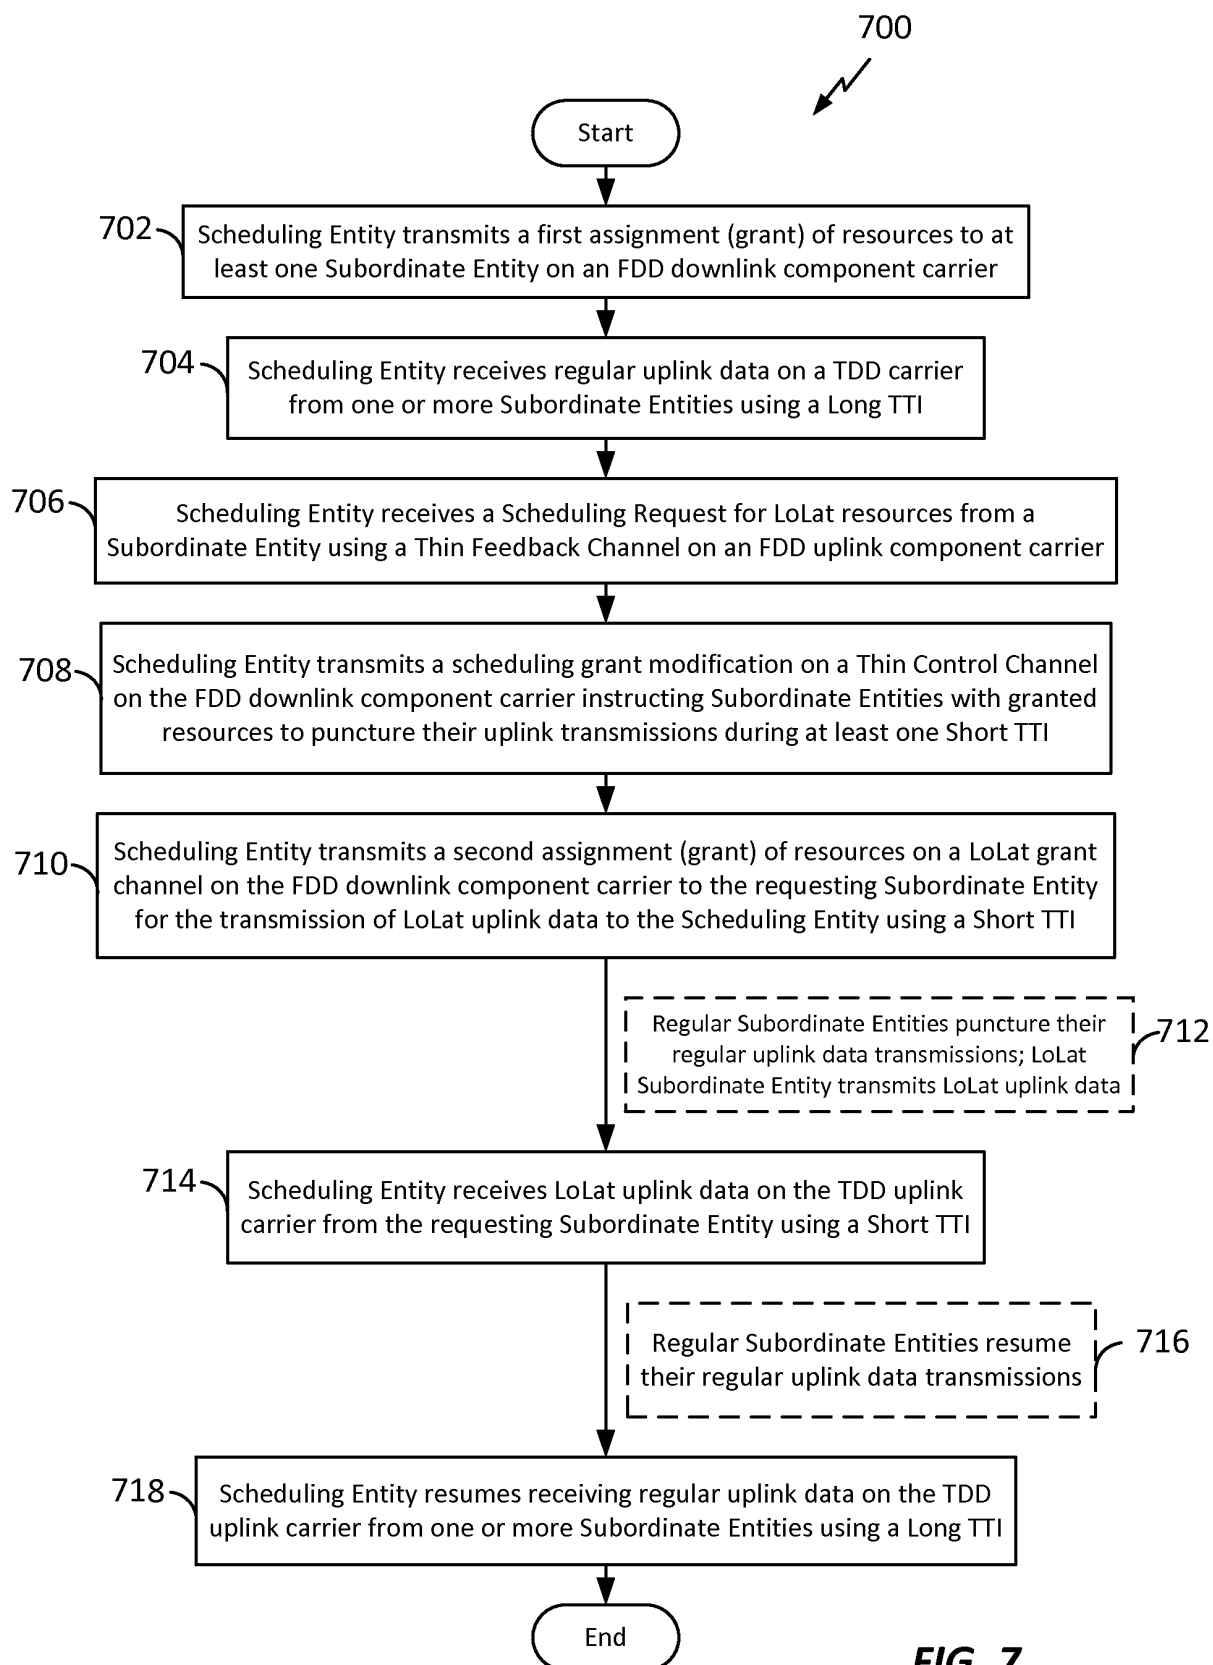 700
Start
702
Scheduling Entity transmits a first assignment (grant) of resources to at
least one Subordinate Entity on an FDD downlink component carrier
704
Scheduling Entity receives regular uplink data on a TDD carrier
from one or more Subordinate Entities using a Long TTI
706
Scheduling Entity receives a Scheduling Request for LoLat resources from a
Subordinate Entity using a Thin Feedback Channel on an FDD uplink component carrier
708
Scheduling Entity transmits a scheduling grant modification on a Thin Control Channel
on the FDD downlink component carrier instructing Subordinate Entities with granted
resources to puncture their uplink transmissions during at least one Short TTI
710
Scheduling Entity transmits a second assignment (grant) of resources on a LoLat grant
channel on the FDD downlink component carrier to the requesting Subordinate Entity
for the transmission of LoLat uplink data to the Scheduling Entity using a Short TTI
Regular Subordinate Entities puncture their
regular uplink data transmissions; LoLat
Subordinate Entity transmits LoLat uplink data
712
714
Scheduling Entity receives LoLat uplink data on the TDD uplink
carrier from the requesting Subordinate Entity using a Short TTI
Regular Subordinate Entities resume
their regular uplink data transmissions
716
718
Scheduling Entity resumes receiving regular uplink data on the TDD
uplink carrier from one or more Subordinate Entities using a Long TTI
End
FIG. 7